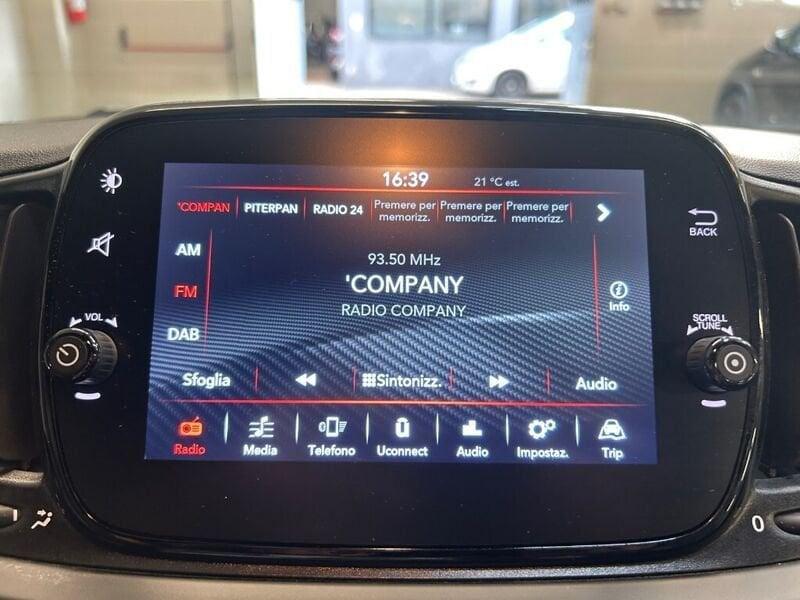 16:39 21 °C est.
'COMPAN PITERPAN RADIO 24 Premere per memorizz. Premere per memorizz. Premere per memorizz.
BACK
AM
93.50 MHz
'COMPANY
FM
RADIO COMPANY
Info
VOL
SCROLL
TUNE
DAB
Sfoglia Sintonizz. Audio
Radio Media Telefono Uconnect Audio Impostaz. Trip
0